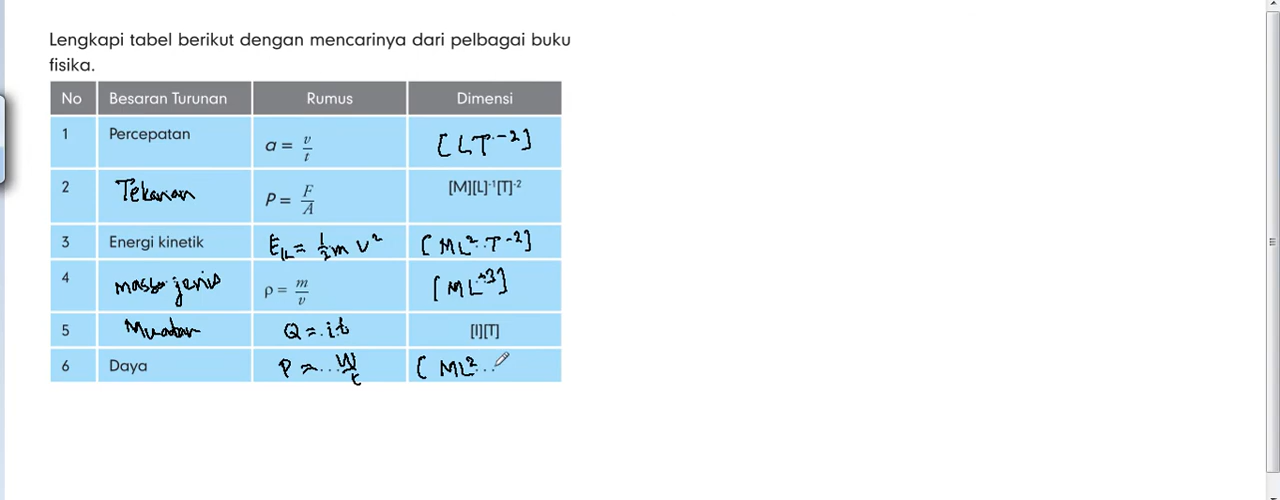 Lengkapi tabel berikut dengan mencarinya dari pelbagai buku
fisika.
No Besaran Turunan Rumus Dimensi
1 Percepatan a = v/t [LT-2]
2 Tekanan P = F/A [M][L]-1[T]-2
3 Energi kinetik Ek = 1/2 m v² [ML² T-2]
4 massa jenis ρ = m/v [ML-3]
5 Muatan Q = i.t [I][T]
6 Daya P = ... W/t [ML²...